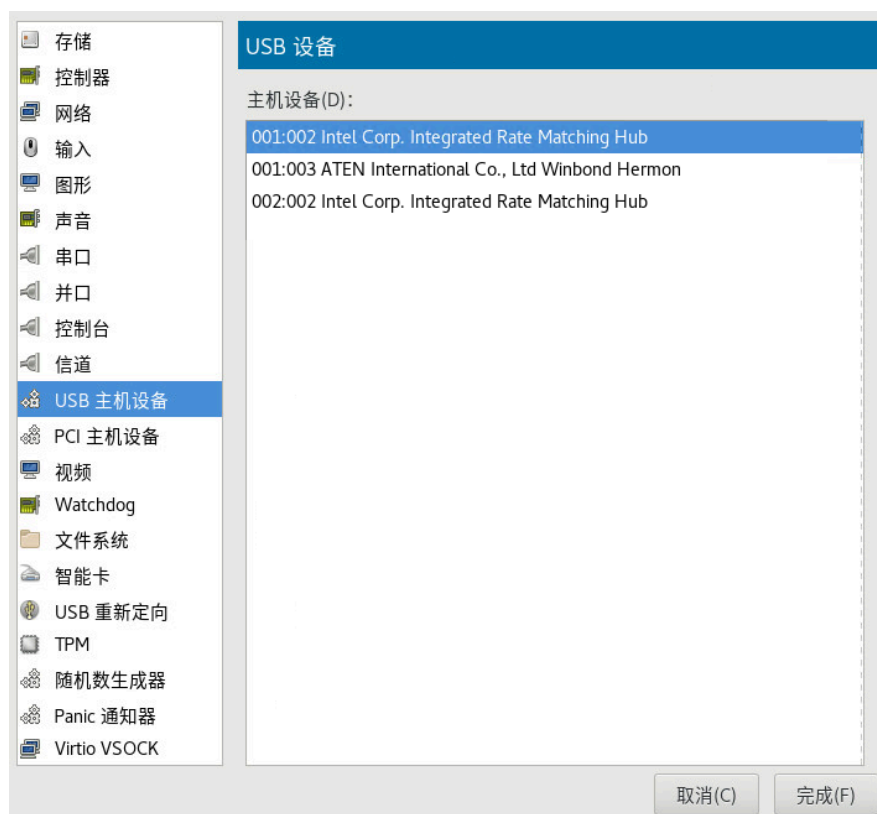 存储
控制器
网络
输入
图形
声音
串口
并口
控制台
信道
USB 主机设备
PCI 主机设备
视频
Watchdog
文件系统
智能卡
USB 重新定向
TPM
随机数生成器
Panic 通知器
Virtio VSOCK
USB 设备
主机设备(D):
001:002 Intel Corp. Integrated Rate Matching Hub
001:003 ATEN International Co., Ltd Winbond Hermon
002:002 Intel Corp. Integrated Rate Matching Hub
取消(C)
完成(F)